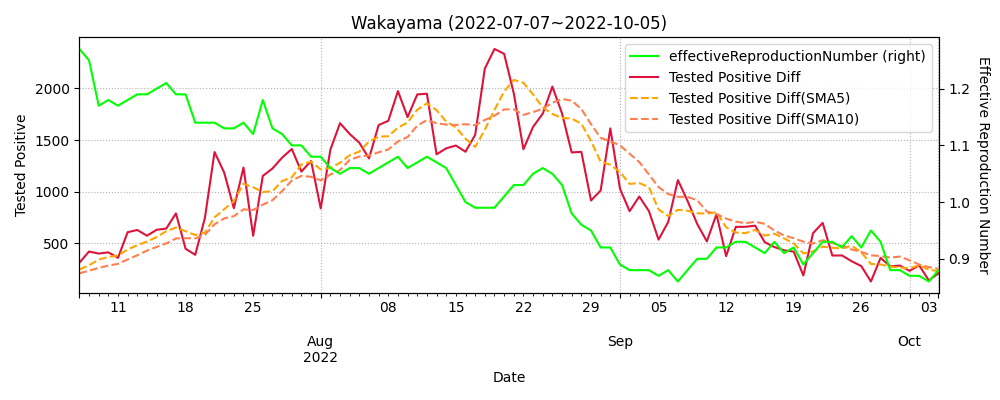 Wakayama (2022-07-07~2022-10-05)
effectiveReproductionNumber (right)
Tested Positive Diff
Tested Positive Diff(SMA5)
Tested Positive Diff(SMA10)
Tested Positive
2000
1500
1000
500
Effective Reproduction Number
1.2
1.1
1.0
0.9
11 18 25 08 15 22 29 05 12 19 26 03
Aug Sep Oct
2022
Date